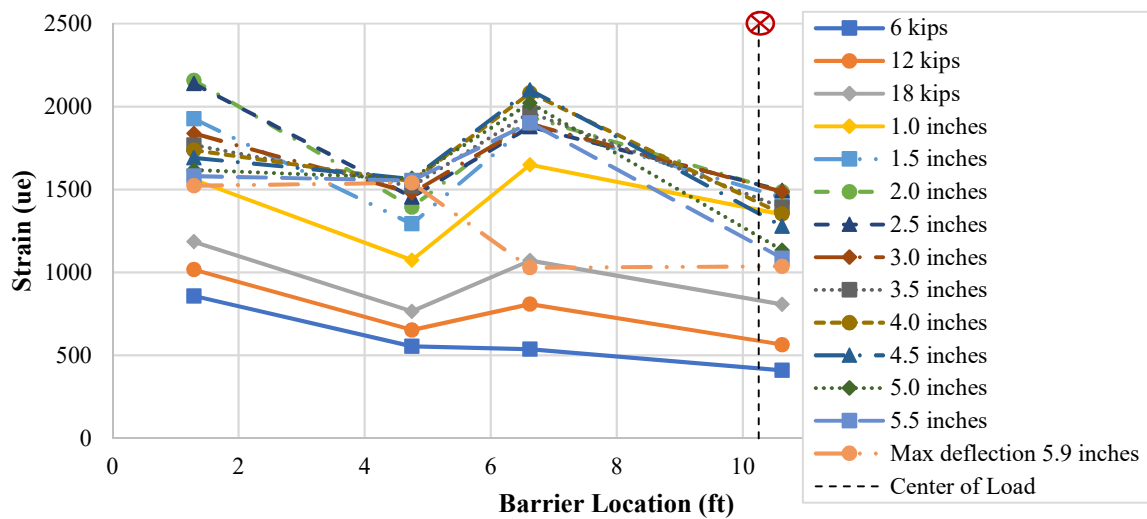 2500
2000
1500
1000
500
0
0
2
4
6
8
10
Strain (ue)
Barrier Location (ft)
6 kips
12 kips
18 kips
1.0 inches
1.5 inches
2.0 inches
2.5 inches
3.0 inches
3.5 inches
4.0 inches
4.5 inches
5.0 inches
5.5 inches
Max deflection 5.9 inches
Center of Load